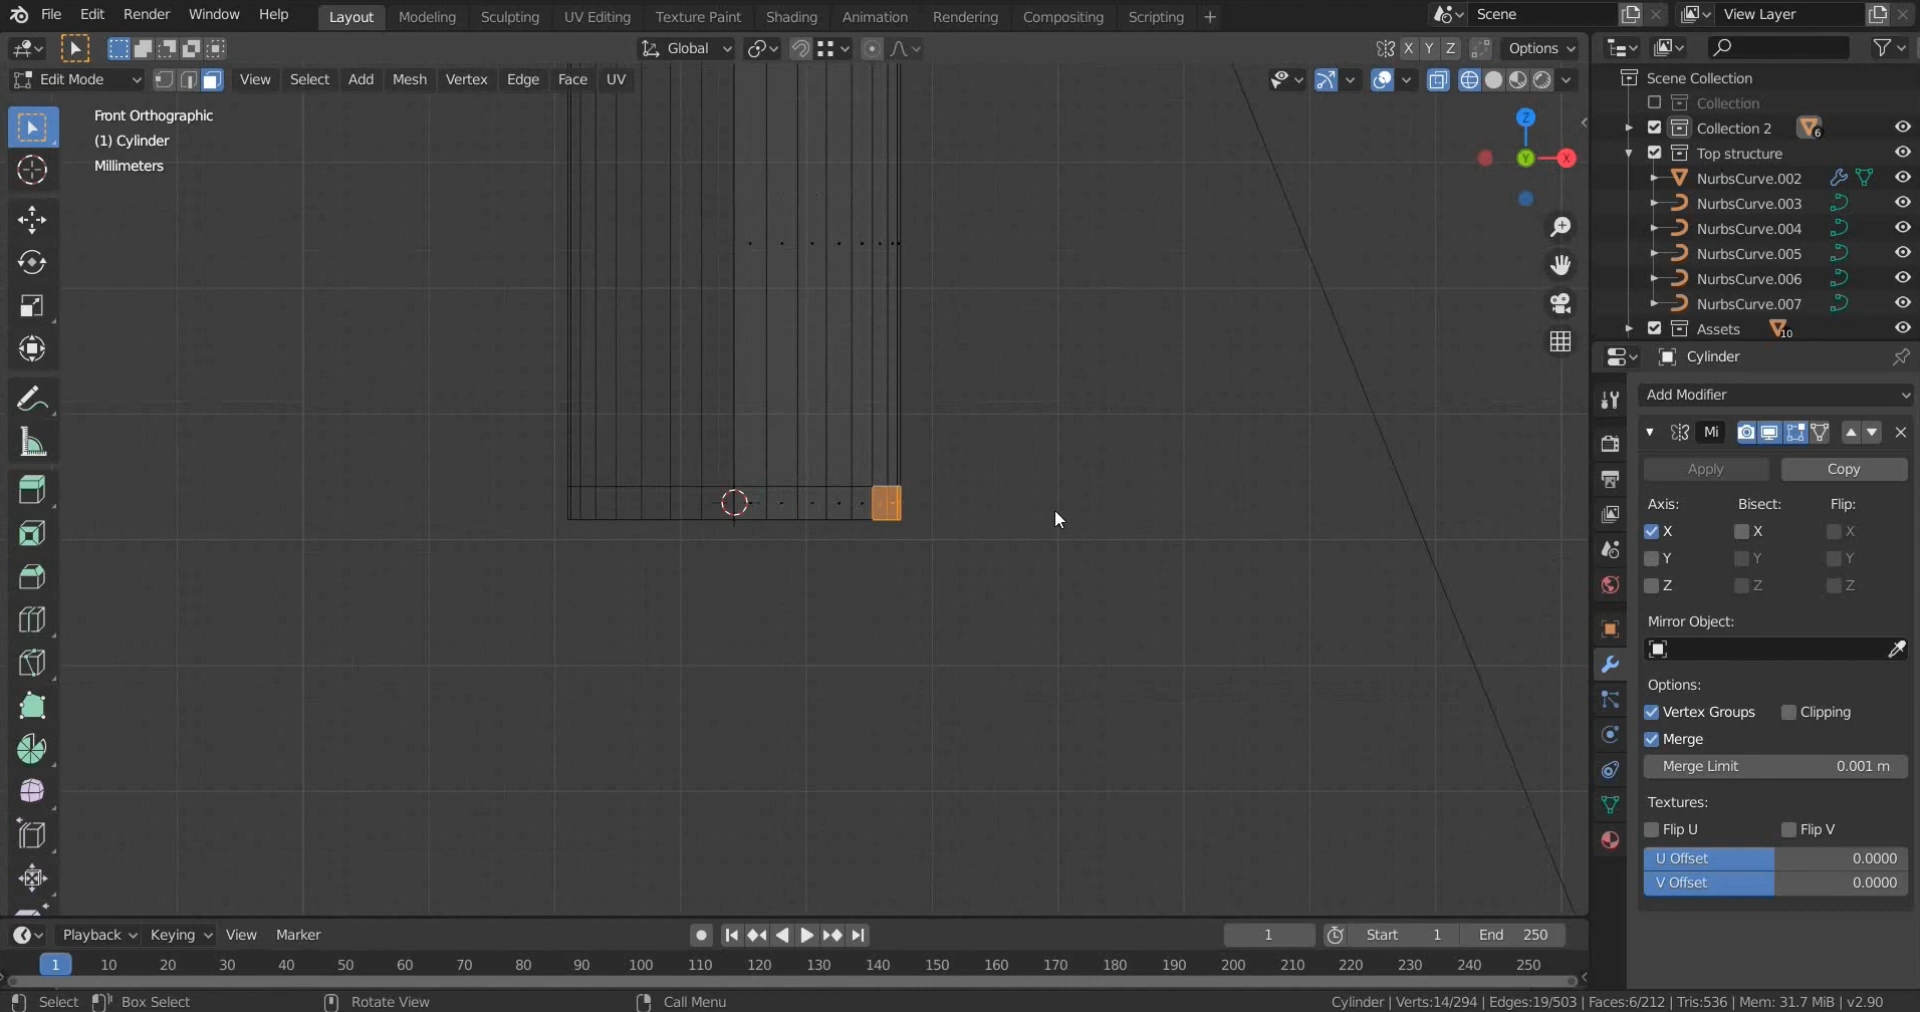 File Edit Render Window Help Layout Modeling Sculpting UV Editing Texture Paint Shading Animation Rendering Compositing Scripting + Scene View Layer
Global X Y Z Options
Edit Mode View Select Add Mesh Vertex Edge Face UV
Front Orthographic
(1) Cylinder
Millimeters
Z
Y X
Scene Collection
Collection
Collection 2 6
Top structure
NurbsCurve.002
NurbsCurve.003
NurbsCurve.004
NurbsCurve.005
NurbsCurve.006
NurbsCurve.007
Assets 10
Cylinder
Add Modifier
Mi
Apply Copy
Axis: Bisect: Flip:
X X X
Y Y Y
Z Z Z
Mirror Object:
Options:
Vertex Groups Clipping
Merge
Merge Limit 0.001 m
Textures:
Flip U Flip V
U Offset 0.0000
V Offset 0.0000
Playback Keying View Marker 1 Start 1 End 250
1 10 20 30 40 50 60 70 80 90 100 110 120 130 140 150 160 170 180 190 200 210 220 230 240 250
Select Box Select Rotate View Call Menu Cylinder | Verts:14/294 | Edges:19/503 | Faces:6/212 | Tris:536 | Mem: 31.7 MiB | v2.90